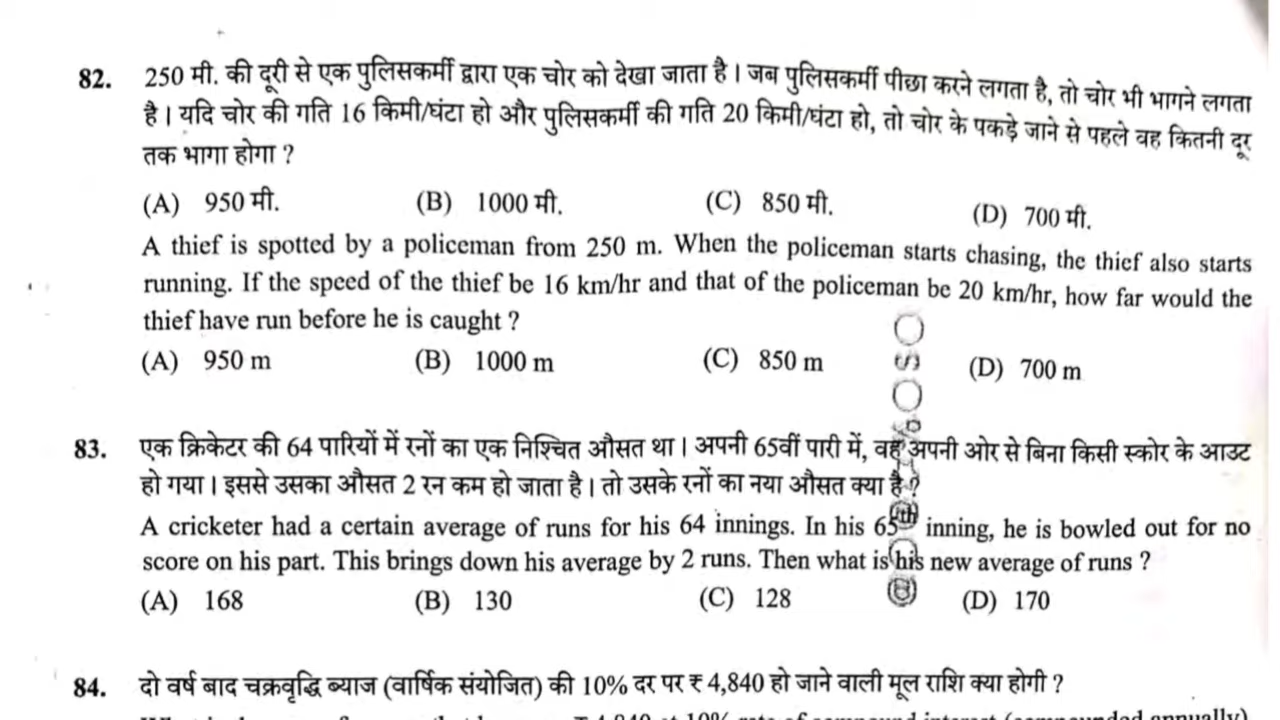 82. 250 मी. की दूरी से एक पुलिसकर्मी द्वारा एक चोर को देखा जाता है। जब पुलिसकर्मी पीछा करने लगता है, तो चोर भी भागने लगता
है। यदि चोर की गति 16 किमी/घंटा हो और पुलिसकर्मी की गति 20 किमी/घंटा हो, तो चोर के पकड़े जाने से पहले वह कितनी दूर
तक भागा होगा ?
(A) 950 मी. (B) 1000 मी. (C) 850 मी. (D) 700 मी.
A thief is spotted by a policeman from 250 m. When the policeman starts chasing, the thief also starts
running. If the speed of the thief be 16 km/hr and that of the policeman be 20 km/hr, how far would the
thief have run before he is caught ?
(A) 950 m (B) 1000 m (C) 850 m (D) 700 m
83. एक क्रिकेटर की 64 पारियों में रनों का एक निश्चित औसत था। अपनी 65वीं पारी में, वह अपनी ओर से बिना किसी स्कोर के आउट
हो गया। इससे उसका औसत 2 रन कम हो जाता है। तो उसके रनों का नया औसत क्या है ?
A cricketer had a certain average of runs for his 64 innings. In his 65th inning, he is bowled out for no
score on his part. This brings down his average by 2 runs. Then what is his new average of runs ?
(A) 168 (B) 130 (C) 128 (D) 170
84. दो वर्ष बाद चक्रवृद्धि ब्याज (वार्षिक संयोजित) की 10% दर पर ₹ 4,840 हो जाने वाली मूल राशि क्या होगी ?